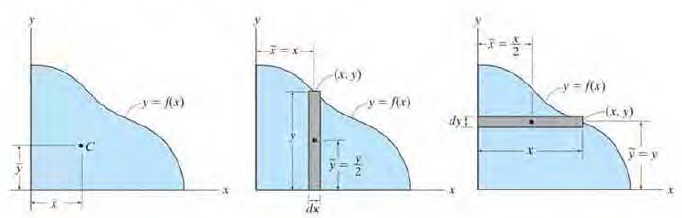 y
y = f(x)
C
ȳ
x̄
x
y
x̃ = x
(x, y)
y = f(x)
y
ỹ = y/2
x
dx
y
x̃ = x/2
y = f(x)
(x, y)
dy
x
ỹ = y
x